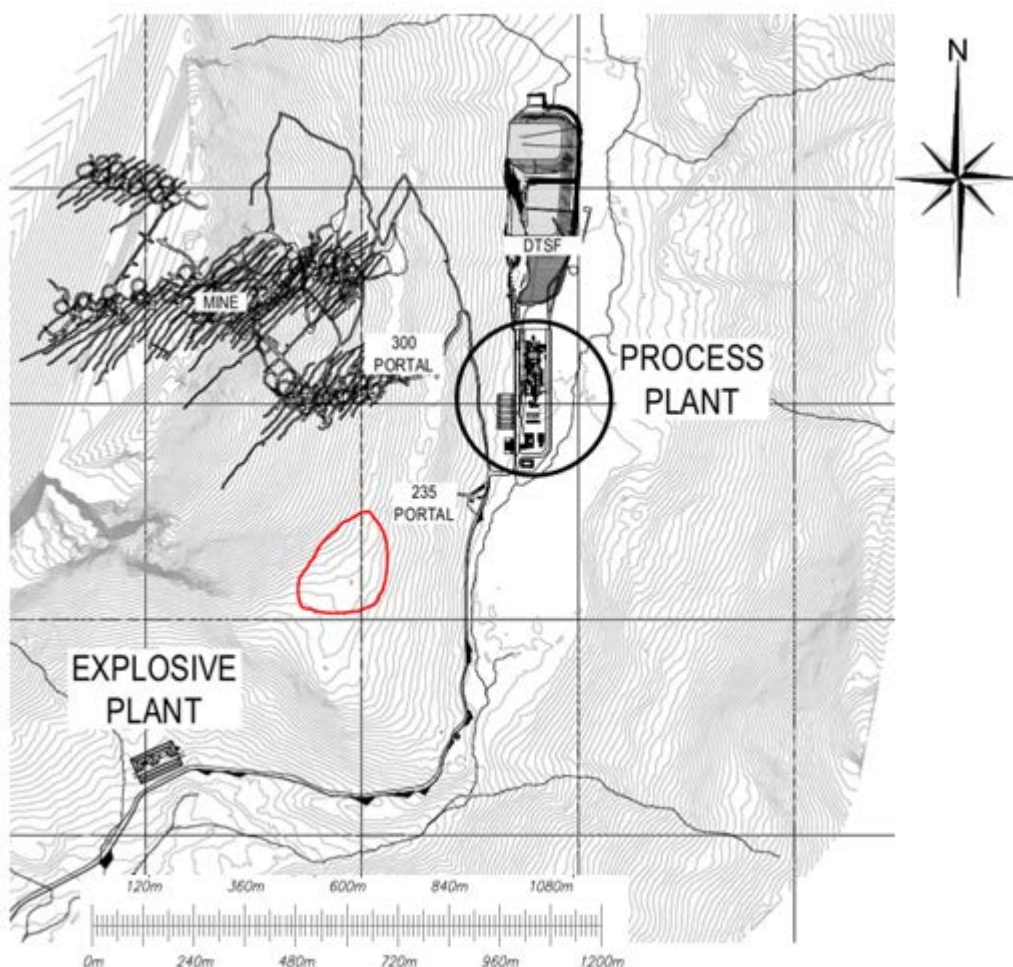 N
DTSF
MINE
300
PORTAL
PROCESS
PLANT
235
PORTAL
EXPLOSIVE
PLANT
120m 360m 600m 840m 1080m
0m 240m 480m 720m 960m 1200m